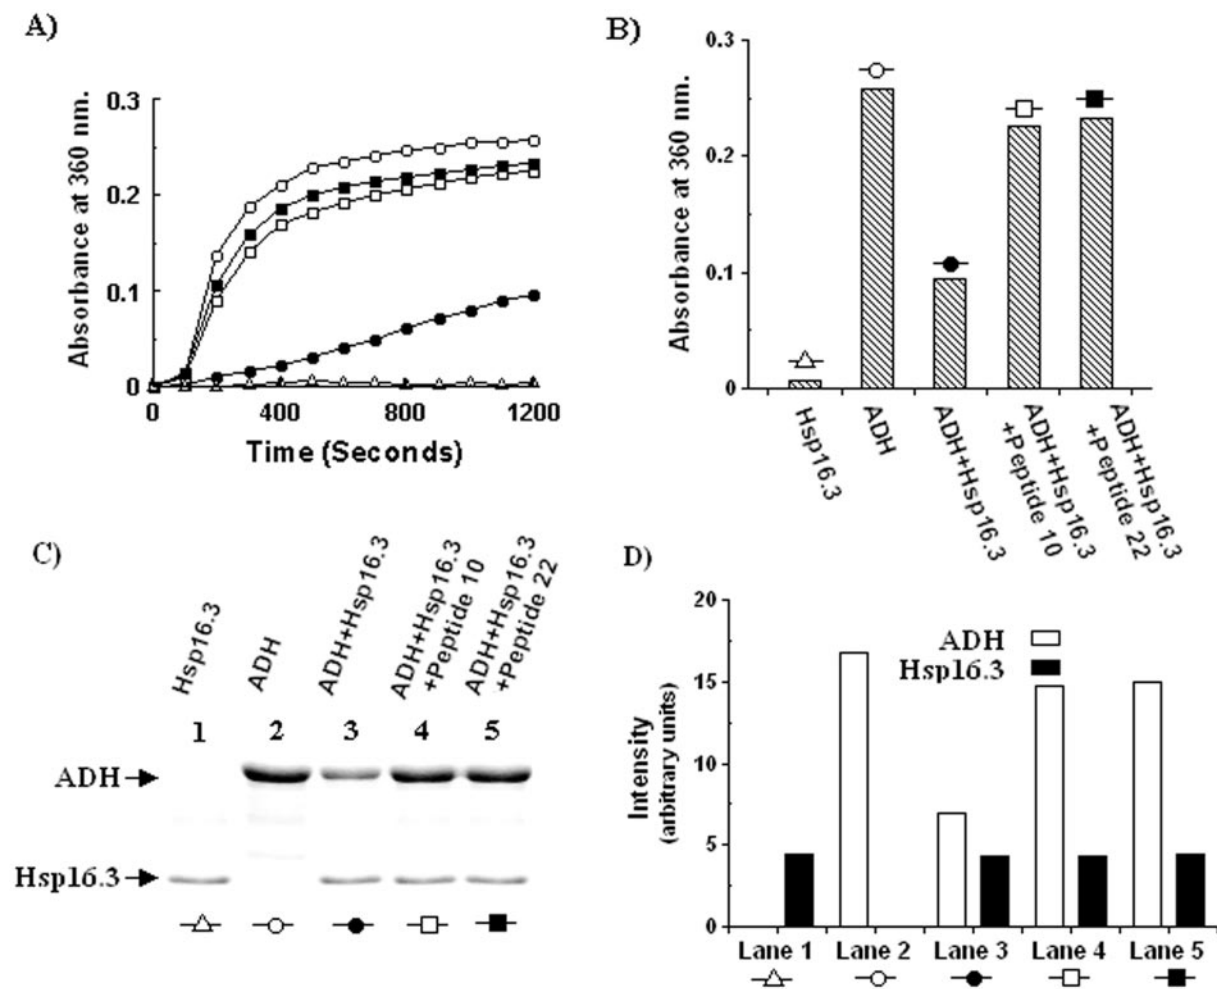 A)
Absorbance at 360 nm.
0.3
0.2
0.1
0
0
400
800
1200
Time (Seconds)
B)
Absorbance at 360 nm.
0.3
0.2
0.1
0
Hsp16.3
ADH
ADH+Hsp16.3
ADH+Hsp16.3
+Peptide 10
ADH+Hsp16.3
+Peptide 22
C)
Hsp16.3
ADH
ADH+Hsp16.3
ADH+Hsp16.3
+Peptide 10
ADH+Hsp16.3
+Peptide 22
1 2 3 4 5
ADH
Hsp16.3
D)
Intensity
(arbitrary units)
20
15
10
5
0
ADH
Hsp16.3
Lane 1 Lane 2 Lane 3 Lane 4 Lane 5